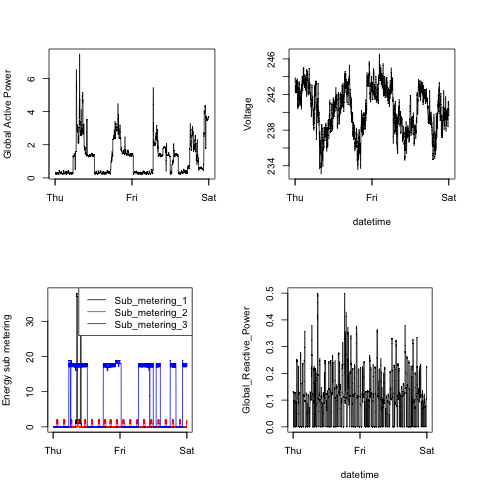 Global Active Power
6
4
2
0
Thu Fri Sat
Voltage
246
242
238
234
Thu Fri Sat
datetime
Energy sub metering
30
20
10
0
Sub_metering_1
Sub_metering_2
Sub_metering_3
Thu Fri Sat
Global_Reactive_Power
0.5
0.4
0.3
0.2
0.1
0.0
Thu Fri Sat
datetime